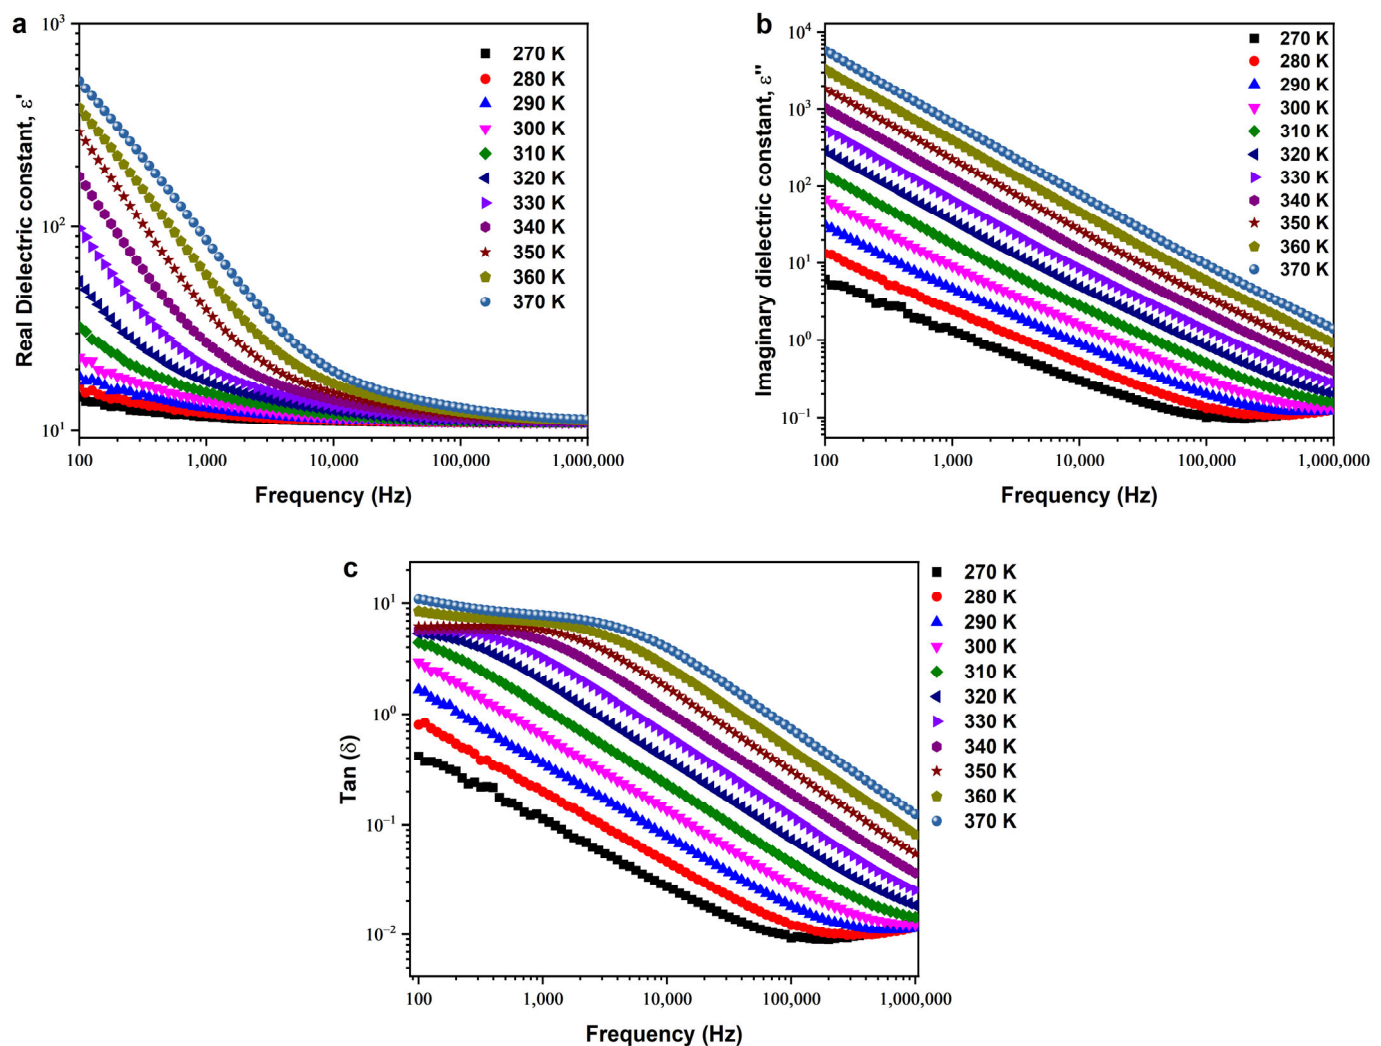 a
Real Dielectric constant, ε'
10³
10²
10¹
100
1,000
10,000
100,000
1,000,000
Frequency (Hz)
270 K
280 K
290 K
300 K
310 K
320 K
330 K
340 K
350 K
360 K
370 K
b
Imaginary dielectric constant, ε''
10⁴
10³
10²
10¹
10⁰
10⁻¹
100
1,000
10,000
100,000
1,000,000
Frequency (Hz)
270 K
280 K
290 K
300 K
310 K
320 K
330 K
340 K
350 K
360 K
370 K
c
Tan (δ)
10¹
10⁰
10⁻¹
10⁻²
100
1,000
10,000
100,000
1,000,000
Frequency (Hz)
270 K
280 K
290 K
300 K
310 K
320 K
330 K
340 K
350 K
360 K
370 K